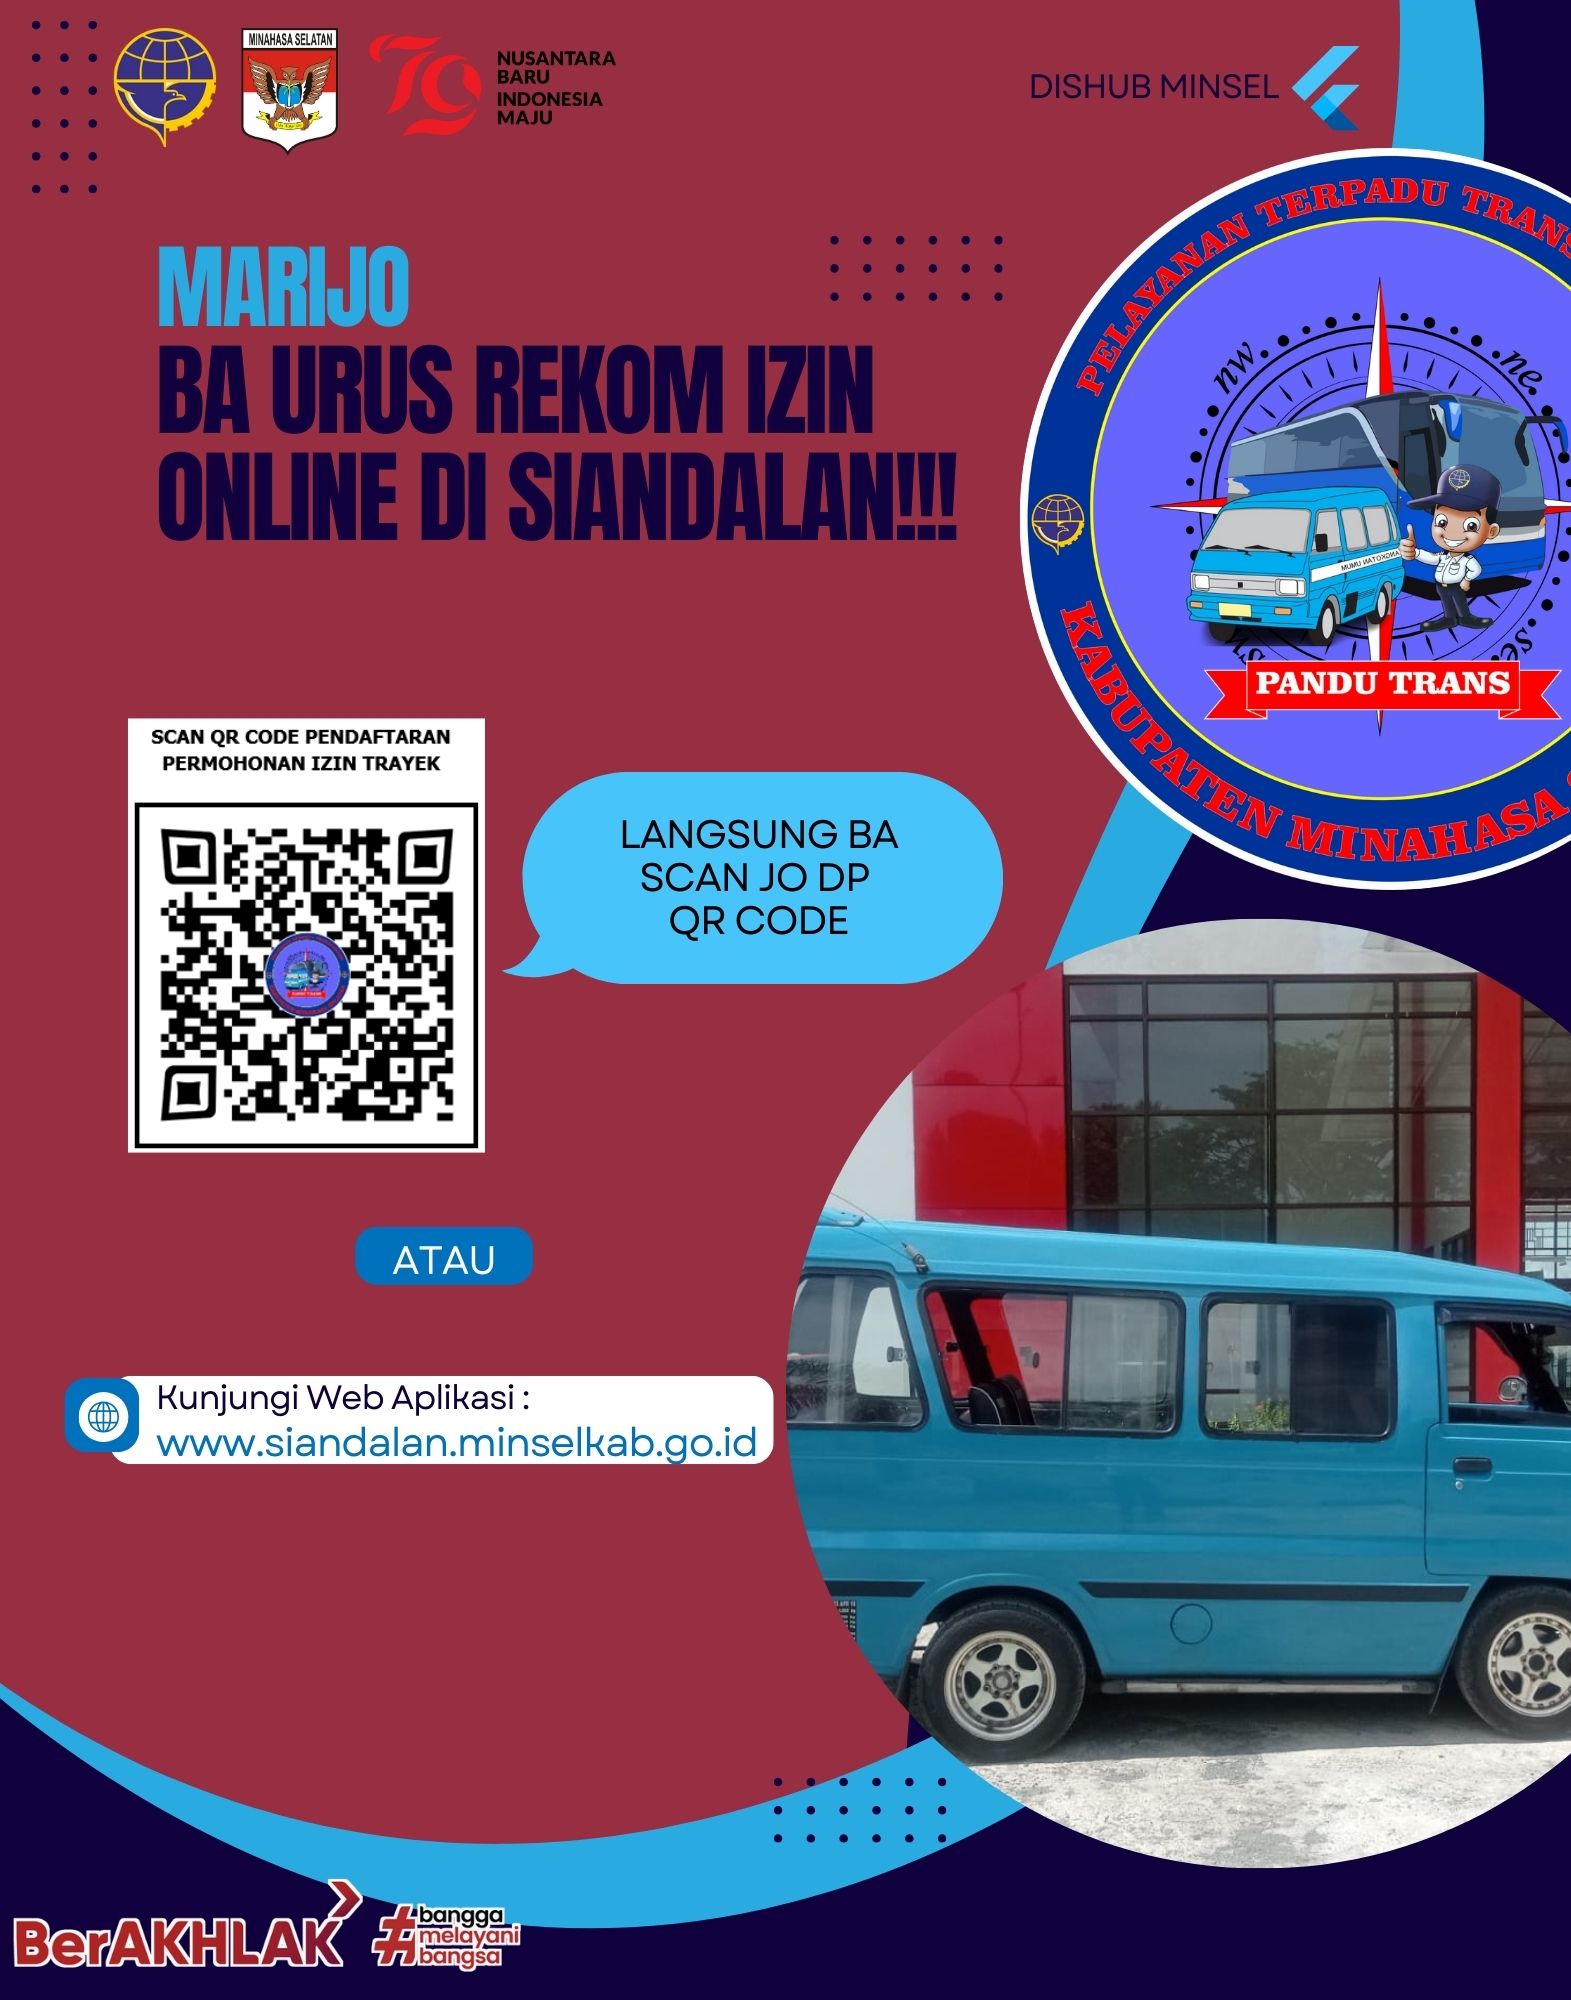 MINAHASA SELATAN
79
NUSANTARA
BARU
INDONESIA
MAJU
DISHUB MINSEL
MARIJO
BA URUS REKOM IZIN
ONLINE DI SIANDALAN!!!
PELAYANAN TERPADU TRANS
nw
ne
se
PANDU TRANS
KABUPATEN MINAHASA
SCAN QR CODE PENDAFTARAN
PERMOHONAN IZIN TRAYEK
LANGSUNG BA
SCAN JO DP
QR CODE
ATAU
Kunjungi Web Aplikasi :
www.siandalan.minselkab.go.id
BerAKHLAK
#bangga
melayani
bangsa